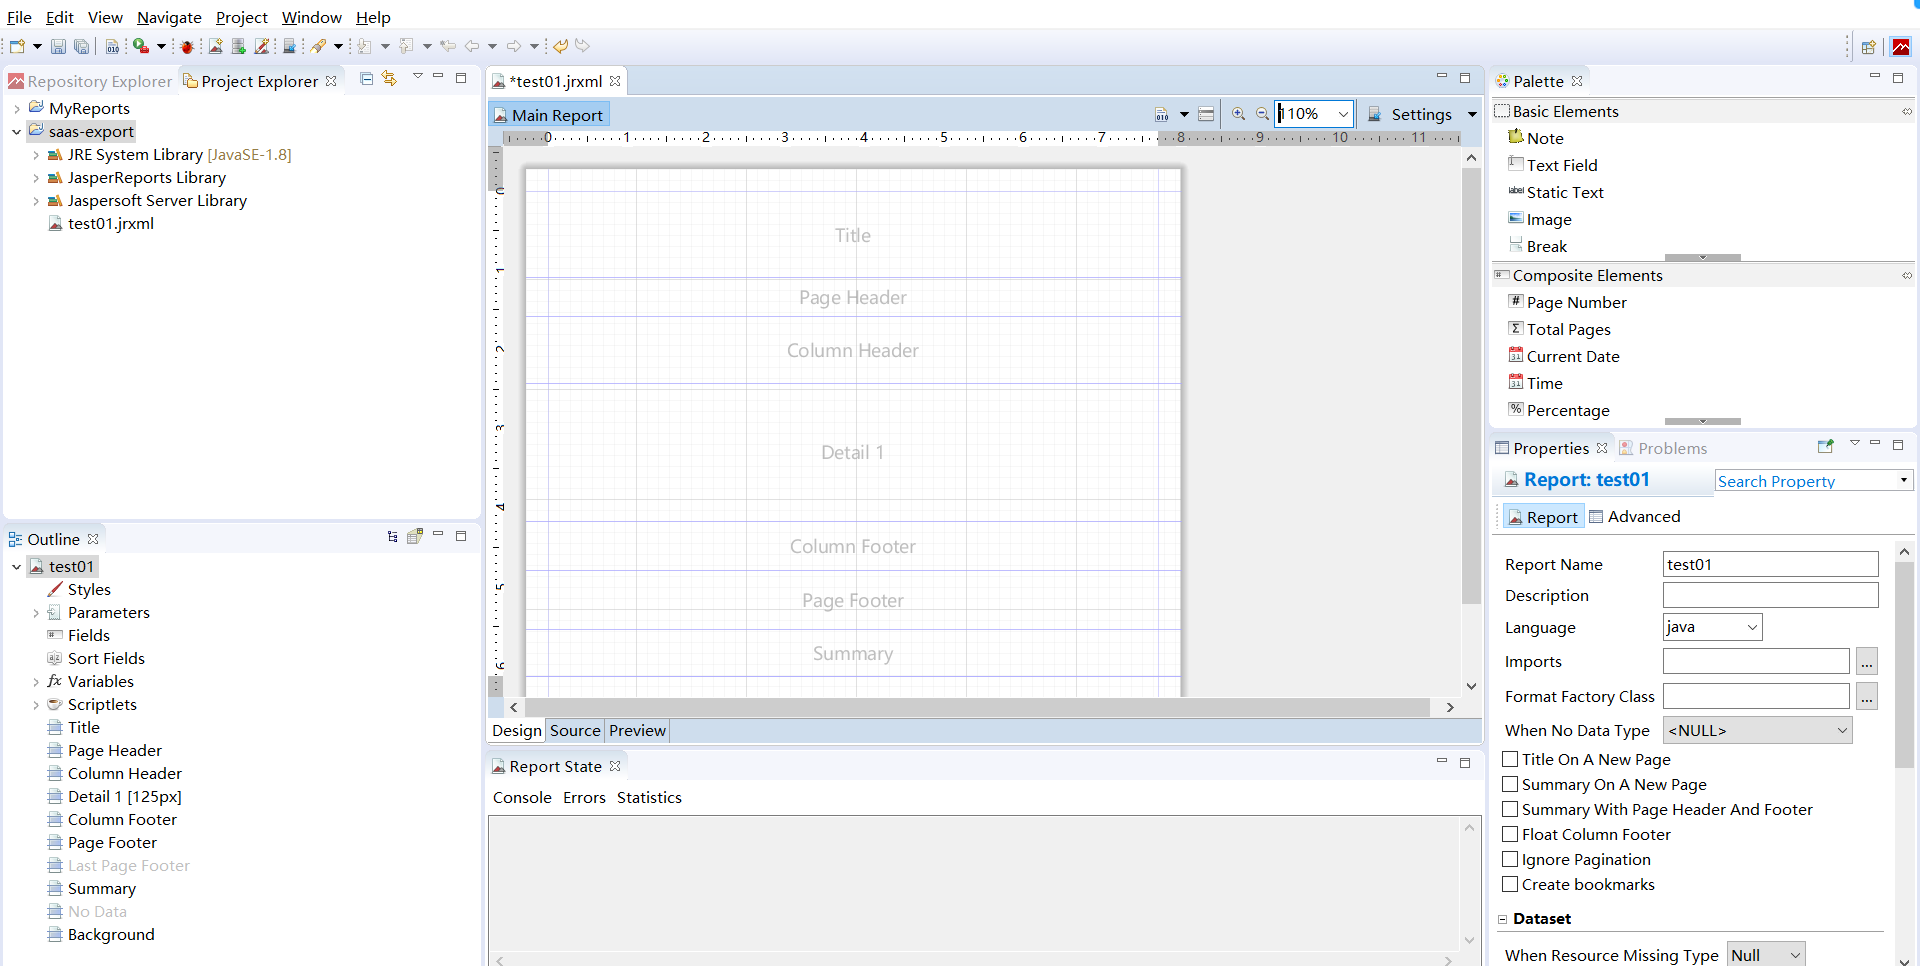 File Edit View Navigate Project Window Help
Repository Explorer Project Explorer
MyReports
saas-export
JRE System Library [JavaSE-1.8]
JasperReports Library
Jaspersoft Server Library
test01.jrxml
Outline
test01
Styles
Parameters
Fields
Sort Fields
Variables
Scriptlets
Title
Page Header
Column Header
Detail 1 [125px]
Column Footer
Page Footer
Last Page Footer
Summary
No Data
Background
*test01.jrxml
Main Report
110%
Settings
0 1 2 3 4 5 6 7 8 9 10 11
0
1
2
3
4
5
6
Title
Page Header
Column Header
Detail 1
Column Footer
Page Footer
Summary
Design Source Preview
Report State
Console Errors Statistics
Palette
Basic Elements
Note
Text Field
Static Text
Image
Break
Composite Elements
Page Number
Total Pages
Current Date
Time
Percentage
Properties Problems
Report: test01
Search Property
Report Advanced
Report Name test01
Description
Language java
Imports ...
Format Factory Class ...
When No Data Type <NULL>
Title On A New Page
Summary On A New Page
Summary With Page Header And Footer
Float Column Footer
Ignore Pagination
Create bookmarks
Dataset
When Resource Missing Type Null